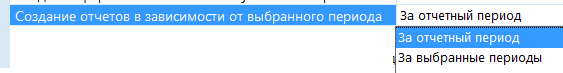 Создание отчетов в зависимости от выбранного периода За отчетный период
За отчетный период
За выбранные периоды